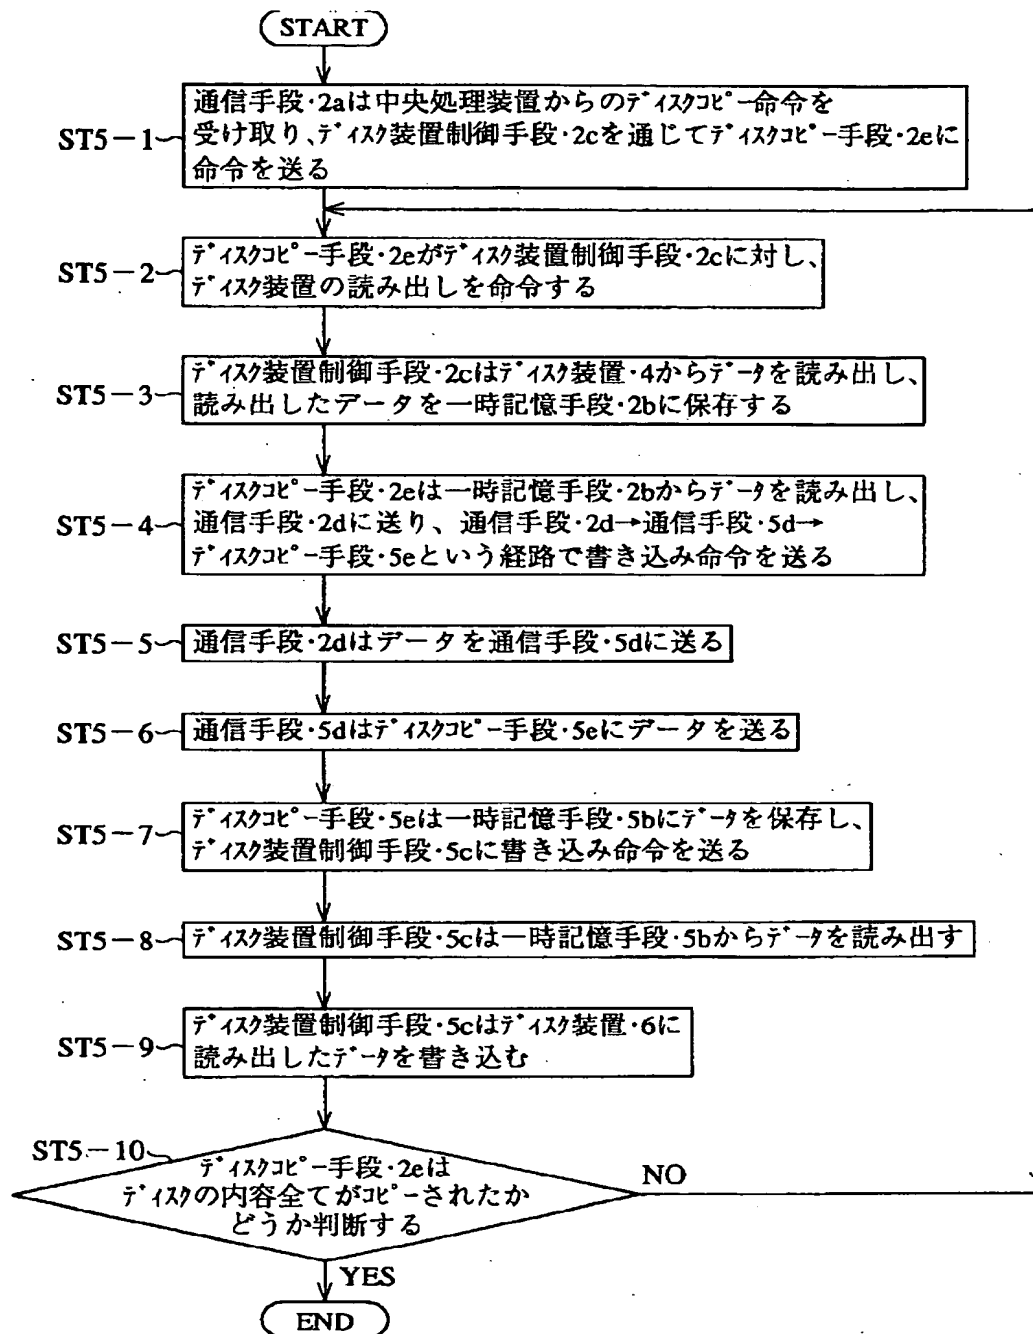 START
ST5-1
通信手段・2aは中央処理装置からのディスクコピー命令を
受け取り、ディスク装置制御手段・2cを通じてディスクコピー手段・2eに
命令を送る
ST5-2
ディスクコピー手段・2eがディスク装置制御手段・2cに対し、
ディスク装置の読み出しを命令する
ST5-3
ディスク装置制御手段・2cはディスク装置・4からデータを読み出し、
読み出したデータを一時記憶手段・2bに保存する
ST5-4
ディスクコピー手段・2eは一時記憶手段・2bからデータを読み出し、
通信手段・2dに送り、通信手段・2d→通信手段・5d→
ディスクコピー手段・5eという経路で書き込み命令を送る
ST5-5
通信手段・2dはデータを通信手段・5dに送る
ST5-6
通信手段・5dはディスクコピー手段・5eにデータを送る
ST5-7
ディスクコピー手段・5eは一時記憶手段・5bにデータを保存し、
ディスク装置制御手段・5cに書き込み命令を送る
ST5-8
ディスク装置制御手段・5cは一時記憶手段・5bからデータを読み出す
ST5-9
ディスク装置制御手段・5cはディスク装置・6に
読み出したデータを書き込む
ST5-10
ディスクコピー手段・2eは
ディスクの内容全てがコピーされたか
どうか判断する
NO
YES
END